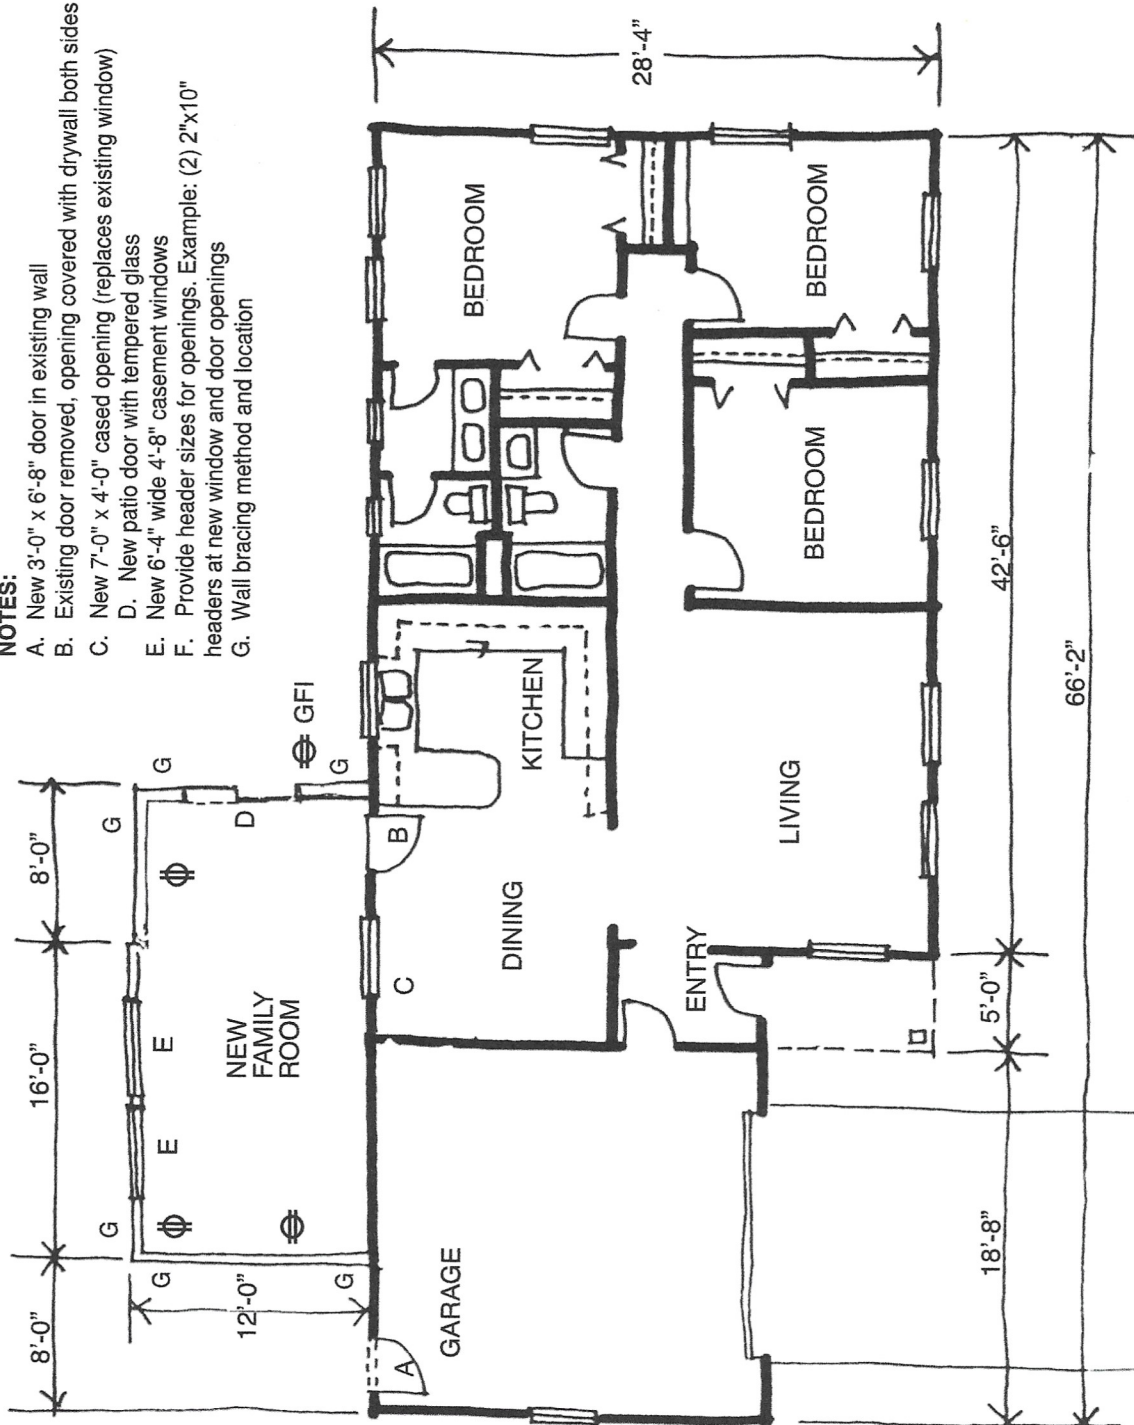 NOTES:
A. New 3'-0" x 6'-8" door in existing wall
B. Existing door removed, opening covered with drywall both sides
C. New 7'-0" x 4'-0" cased opening (replaces existing window)
D. New patio door with tempered glass
E. New 6'-4" wide 4'-8" casement windows
F. Provide header sizes for openings. Example: (2) 2"x10"
headers at new window and door openings
G. Wall bracing method and location
8'-0"
16'-0"
8'-0"
12'-0"
G
G
G
G
G
G
GFI
D
E
E
NEW
FAMILY
ROOM
A
B
C
GARAGE
DINING
KITCHEN
BEDROOM
ENTRY
LIVING
BEDROOM
BEDROOM
28'-4"
18'-8"
5'-0"
42'-6"
66'-2"